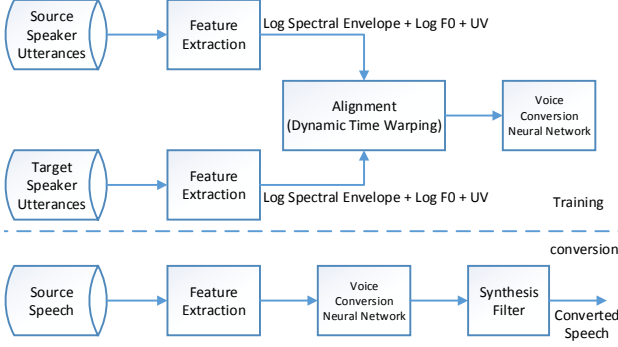 Source
Speaker
Utterances
Feature
Extraction
Log Spectral Envelope + Log F0 + UV
Alignment
(Dynamic Time Warping)
Voice
Conversion
Neural Network
Target
Speaker
Utterances
Feature
Extraction
Log Spectral Envelope + Log F0 + UV
Training
conversion
Source
Speech
Feature
Extraction
Voice
Conversion
Neural Network
Synthesis
Filter
Converted
Speech